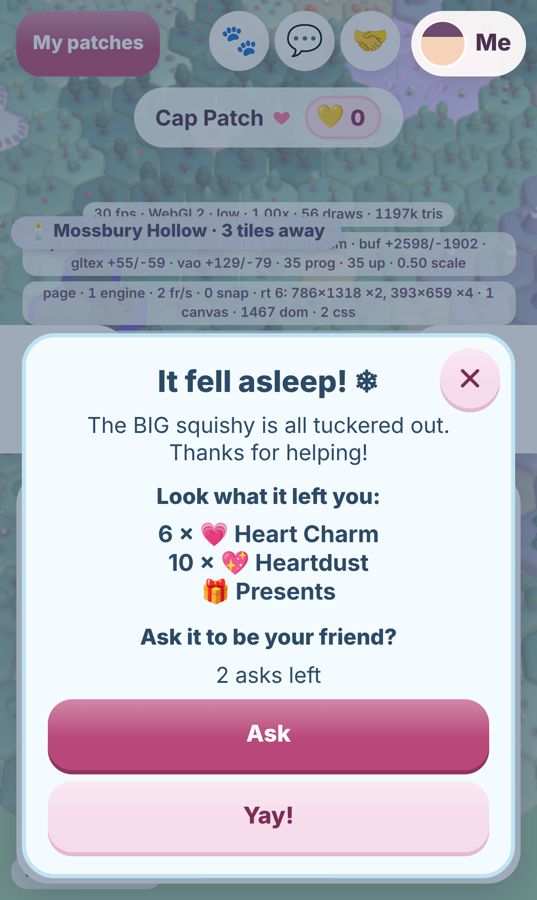 My patches
🐾 💬 🤝 Me
Cap Patch ♥ 💛 0
30 fps · WebGL2 · low · 1.00x · 56 draws · 1197k tris
🕯️ Mossbury Hollow · 3 tiles away
m · buf +2598/-1902 ·
gltex +55/-59 · vao +129/-79 · 35 prog · 35 up · 0.50 scale
page · 1 engine · 2 fr/s · 0 snap · rt 6: 786×1318 ×2, 393×659 ×4 · 1
canvas · 1467 dom · 2 css
It fell asleep! ❄
The BIG squishy is all tuckered out.
Thanks for helping!
Look what it left you:
6 × 💗 Heart Charm
10 × 💖 Heartdust
🎁 Presents
Ask it to be your friend?
2 asks left
Ask
Yay!